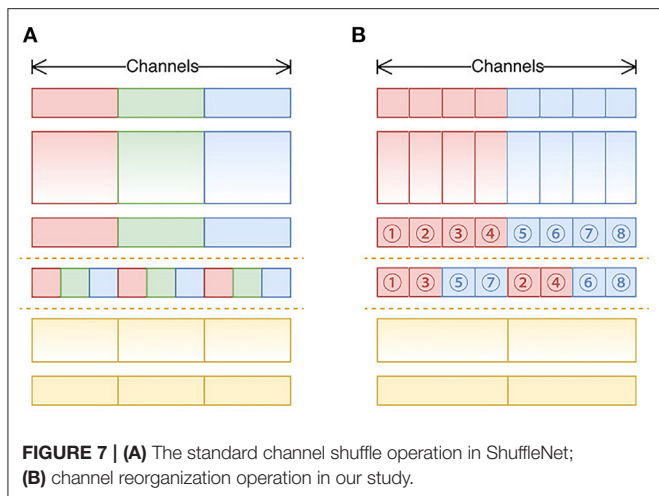 A
B
Channels
Channels
① ② ③ ④ ⑤ ⑥ ⑦ ⑧
① ③ ⑤ ⑦ ② ④ ⑥ ⑧
FIGURE 7 | (A) The standard channel shuffle operation in ShuffleNet;
(B) channel reorganization operation in our study.